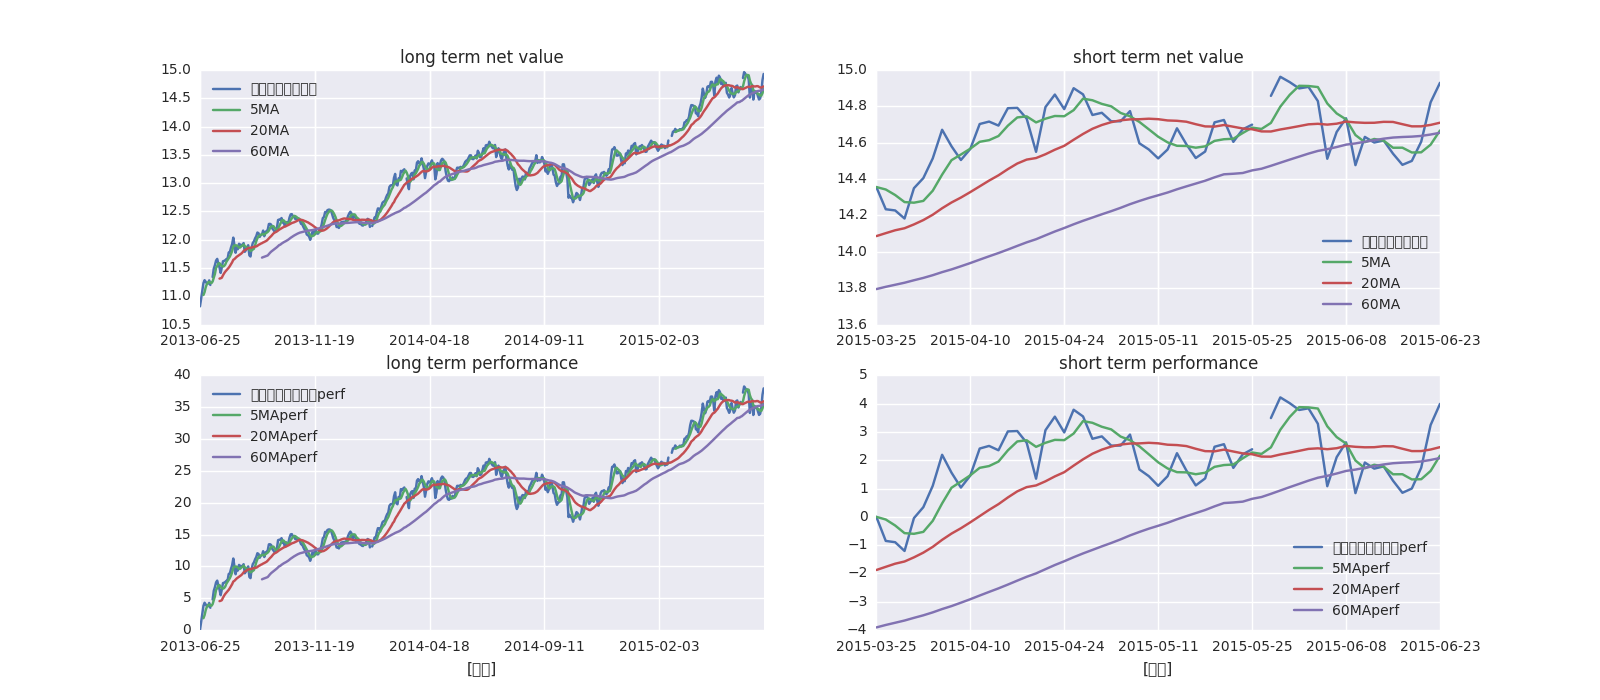 long term net value
15.0
14.5
14.0
13.5
13.0
12.5
12.0
11.5
11.0
10.5
5MA
20MA
60MA
2013-06-25 2013-11-19 2014-04-18 2014-09-11 2015-02-03
short term net value
15.0
14.8
14.6
14.4
14.2
14.0
13.8
13.6
5MA
20MA
60MA
2015-03-25 2015-04-10 2015-04-24 2015-05-11 2015-05-25 2015-06-08 2015-06-23
long term performance
40
35
30
25
20
15
10
5
0
perf
5MAperf
20MAperf
60MAperf
2013-06-25 2013-11-19 2014-04-18 2014-09-11 2015-02-03
short term performance
5
4
3
2
1
0
−1
−2
−3
−4
perf
5MAperf
20MAperf
60MAperf
2015-03-25 2015-04-10 2015-04-24 2015-05-11 2015-05-25 2015-06-08 2015-06-23